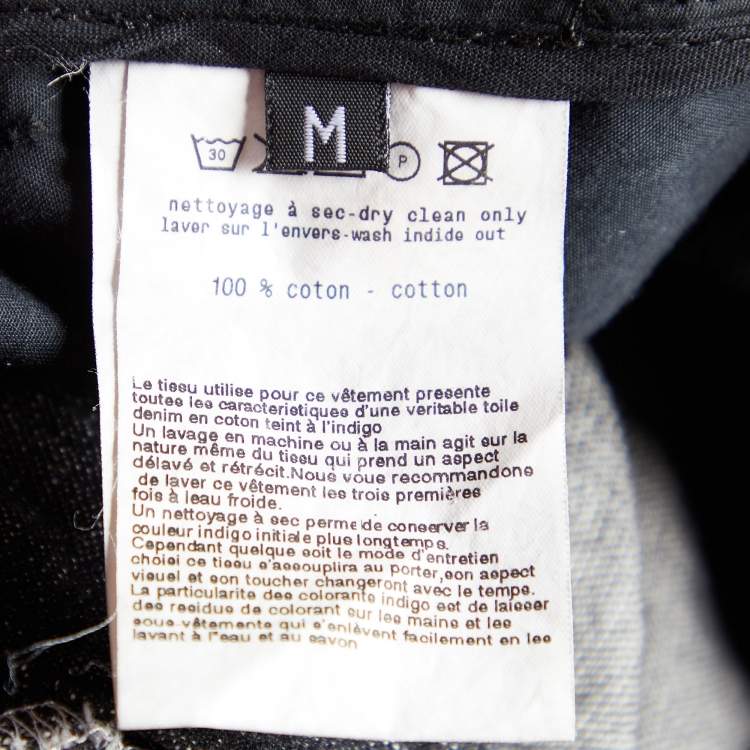 M
30
P
nettoyage à sec-dry clean only
laver sur l'envers-wash indide out
100 % coton - cotton
Le tissu utilise pour ce vêtement presente
toutes les caracteristiques d'une veritable toile
denim en coton teint à l'indigo
Un lavage en machine ou à la main agit sur la
nature même du tissu qui prend un aspect
délavé et rétrécit.Nous vous recommandons
de laver ce vêtement les trois premières
fois à leau froide.
Un nettoyage à sec perme de conserver la
couleur indigo initiale plus longtemps.
Cependant quelque soit le mode d'entretien
choisi ce tissu s'assouplira au porter,son aspect
visuel et son toucher changeront avec le temps.
La particularite des colorants indigo est de laisser
des residus de colorant sur les mains et les
sous-vêtements qui s'enlèvent facilement en les
lavant à l'eau et au savon